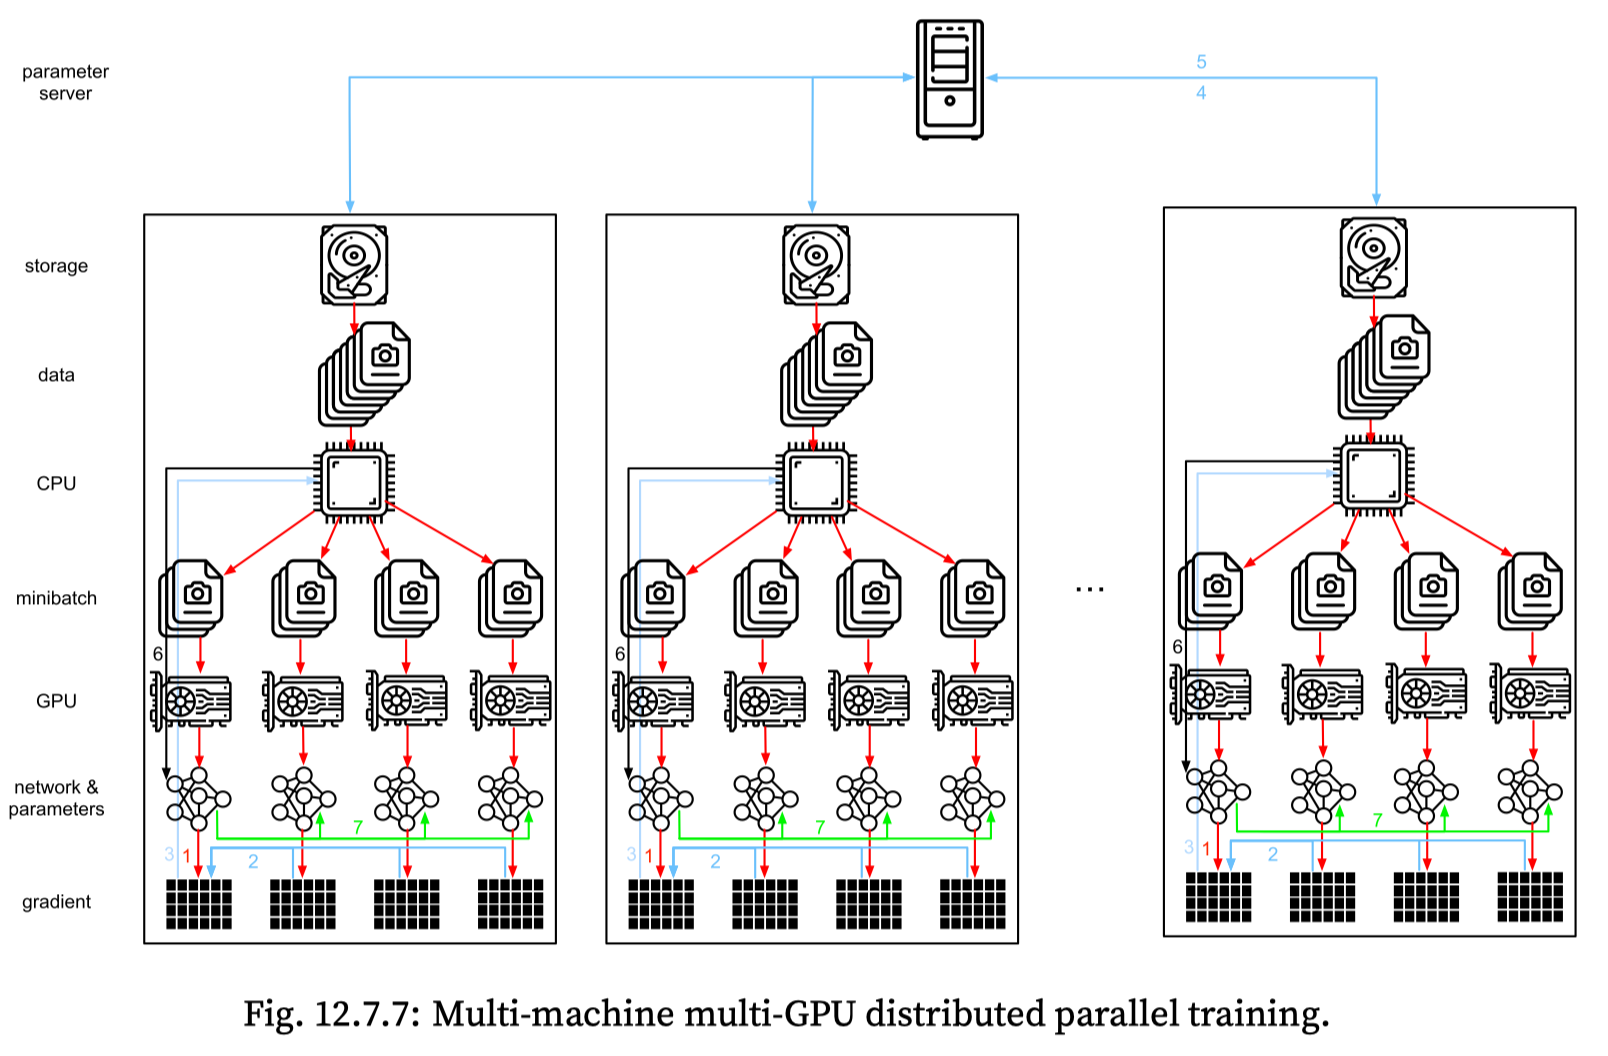 parameter
server
5
4
storage
data
CPU
minibatch
...
6
6
6
GPU
network &
parameters
7
7
7
3 1 2
3 1 2
3 1 2
gradient
Fig. 12.7.7: Multi-machine multi-GPU distributed parallel training.